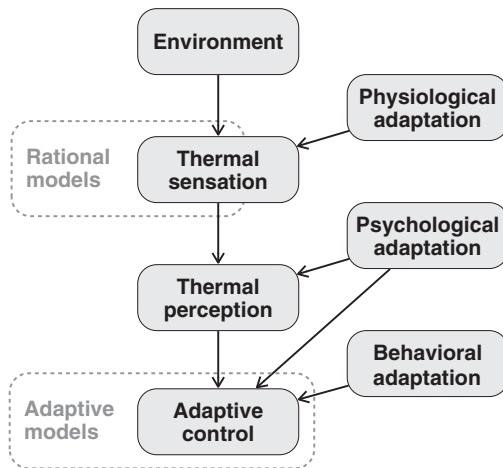 Environment
Physiological
adaptation
Rational
models
Thermal
sensation
Psychological
adaptation
Thermal
perception
Behavioral
adaptation
Adaptive
models
Adaptive
control